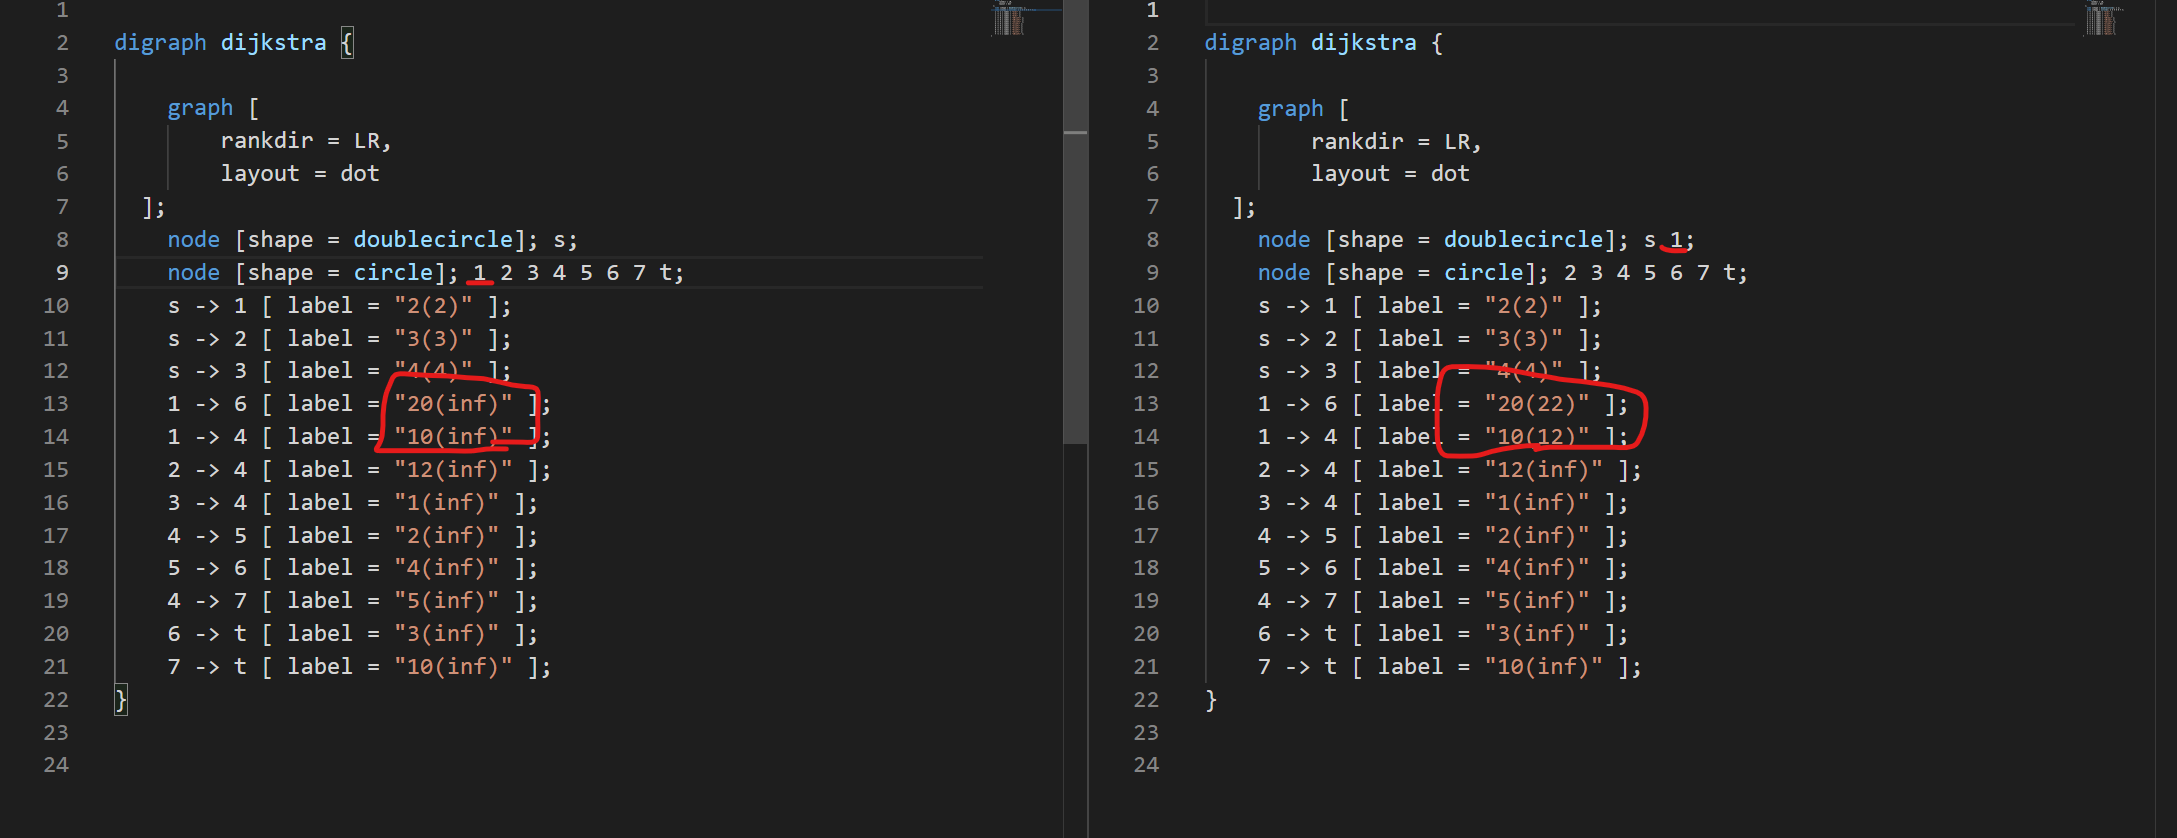 1
2 digraph dijkstra {
3
4 graph [
5 rankdir = LR,
6 layout = dot
7 ];
8 node [shape = doublecircle]; s;
9 node [shape = circle]; 1 2 3 4 5 6 7 t;
10 s -> 1 [ label = "2(2)" ];
11 s -> 2 [ label = "3(3)" ];
12 s -> 3 [ label = "4(4)" ];
13 1 -> 6 [ label = "20(inf)" ];
14 1 -> 4 [ label = "10(inf)" ];
15 2 -> 4 [ label = "12(inf)" ];
16 3 -> 4 [ label = "1(inf)" ];
17 4 -> 5 [ label = "2(inf)" ];
18 5 -> 6 [ label = "4(inf)" ];
19 4 -> 7 [ label = "5(inf)" ];
20 6 -> t [ label = "3(inf)" ];
21 7 -> t [ label = "10(inf)" ];
22 }
23
24
1
2 digraph dijkstra {
3
4 graph [
5 rankdir = LR,
6 layout = dot
7 ];
8 node [shape = doublecircle]; s 1;
9 node [shape = circle]; 2 3 4 5 6 7 t;
10 s -> 1 [ label = "2(2)" ];
11 s -> 2 [ label = "3(3)" ];
12 s -> 3 [ label = "4(4)" ];
13 1 -> 6 [ label = "20(22)" ];
14 1 -> 4 [ label = "10(12)" ];
15 2 -> 4 [ label = "12(inf)" ];
16 3 -> 4 [ label = "1(inf)" ];
17 4 -> 5 [ label = "2(inf)" ];
18 5 -> 6 [ label = "4(inf)" ];
19 4 -> 7 [ label = "5(inf)" ];
20 6 -> t [ label = "3(inf)" ];
21 7 -> t [ label = "10(inf)" ];
22 }
23
24